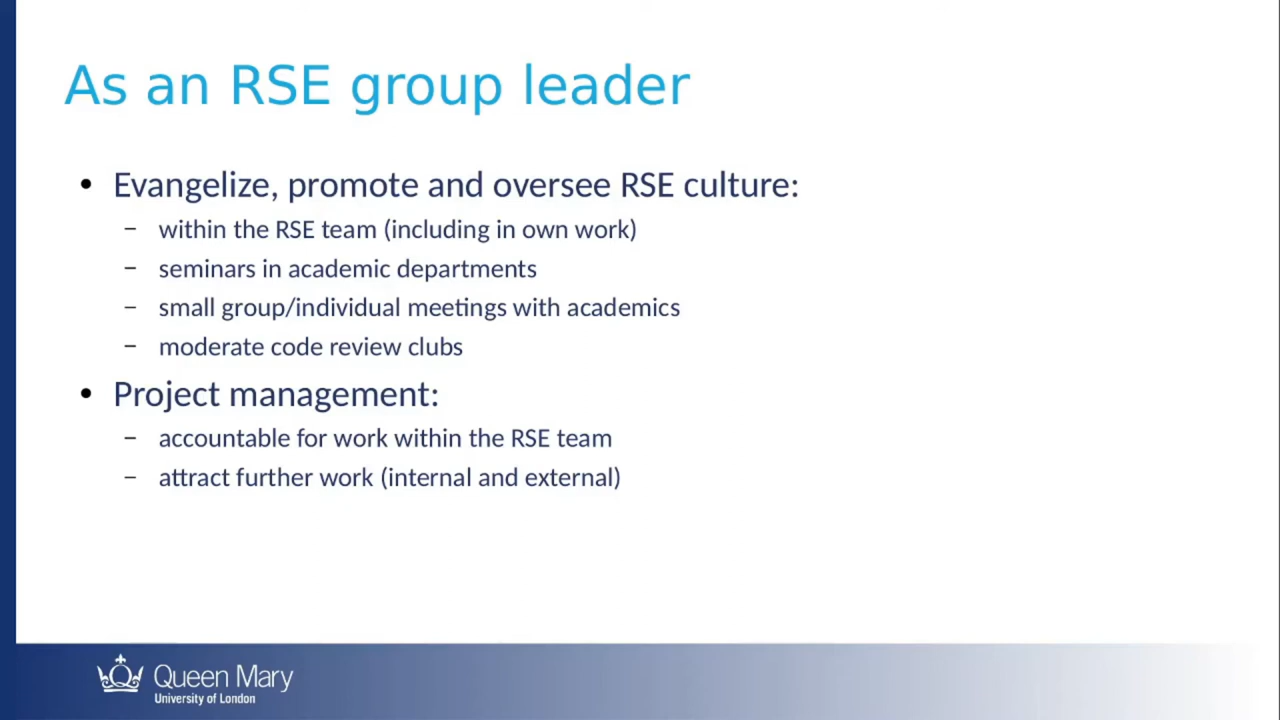 As an RSE group leader
• Evangelize, promote and oversee RSE culture:
– within the RSE team (including in own work)
– seminars in academic departments
– small group/individual meetings with academics
– moderate code review clubs
• Project management:
– accountable for work within the RSE team
– attract further work (internal and external)
Queen Mary
University of London